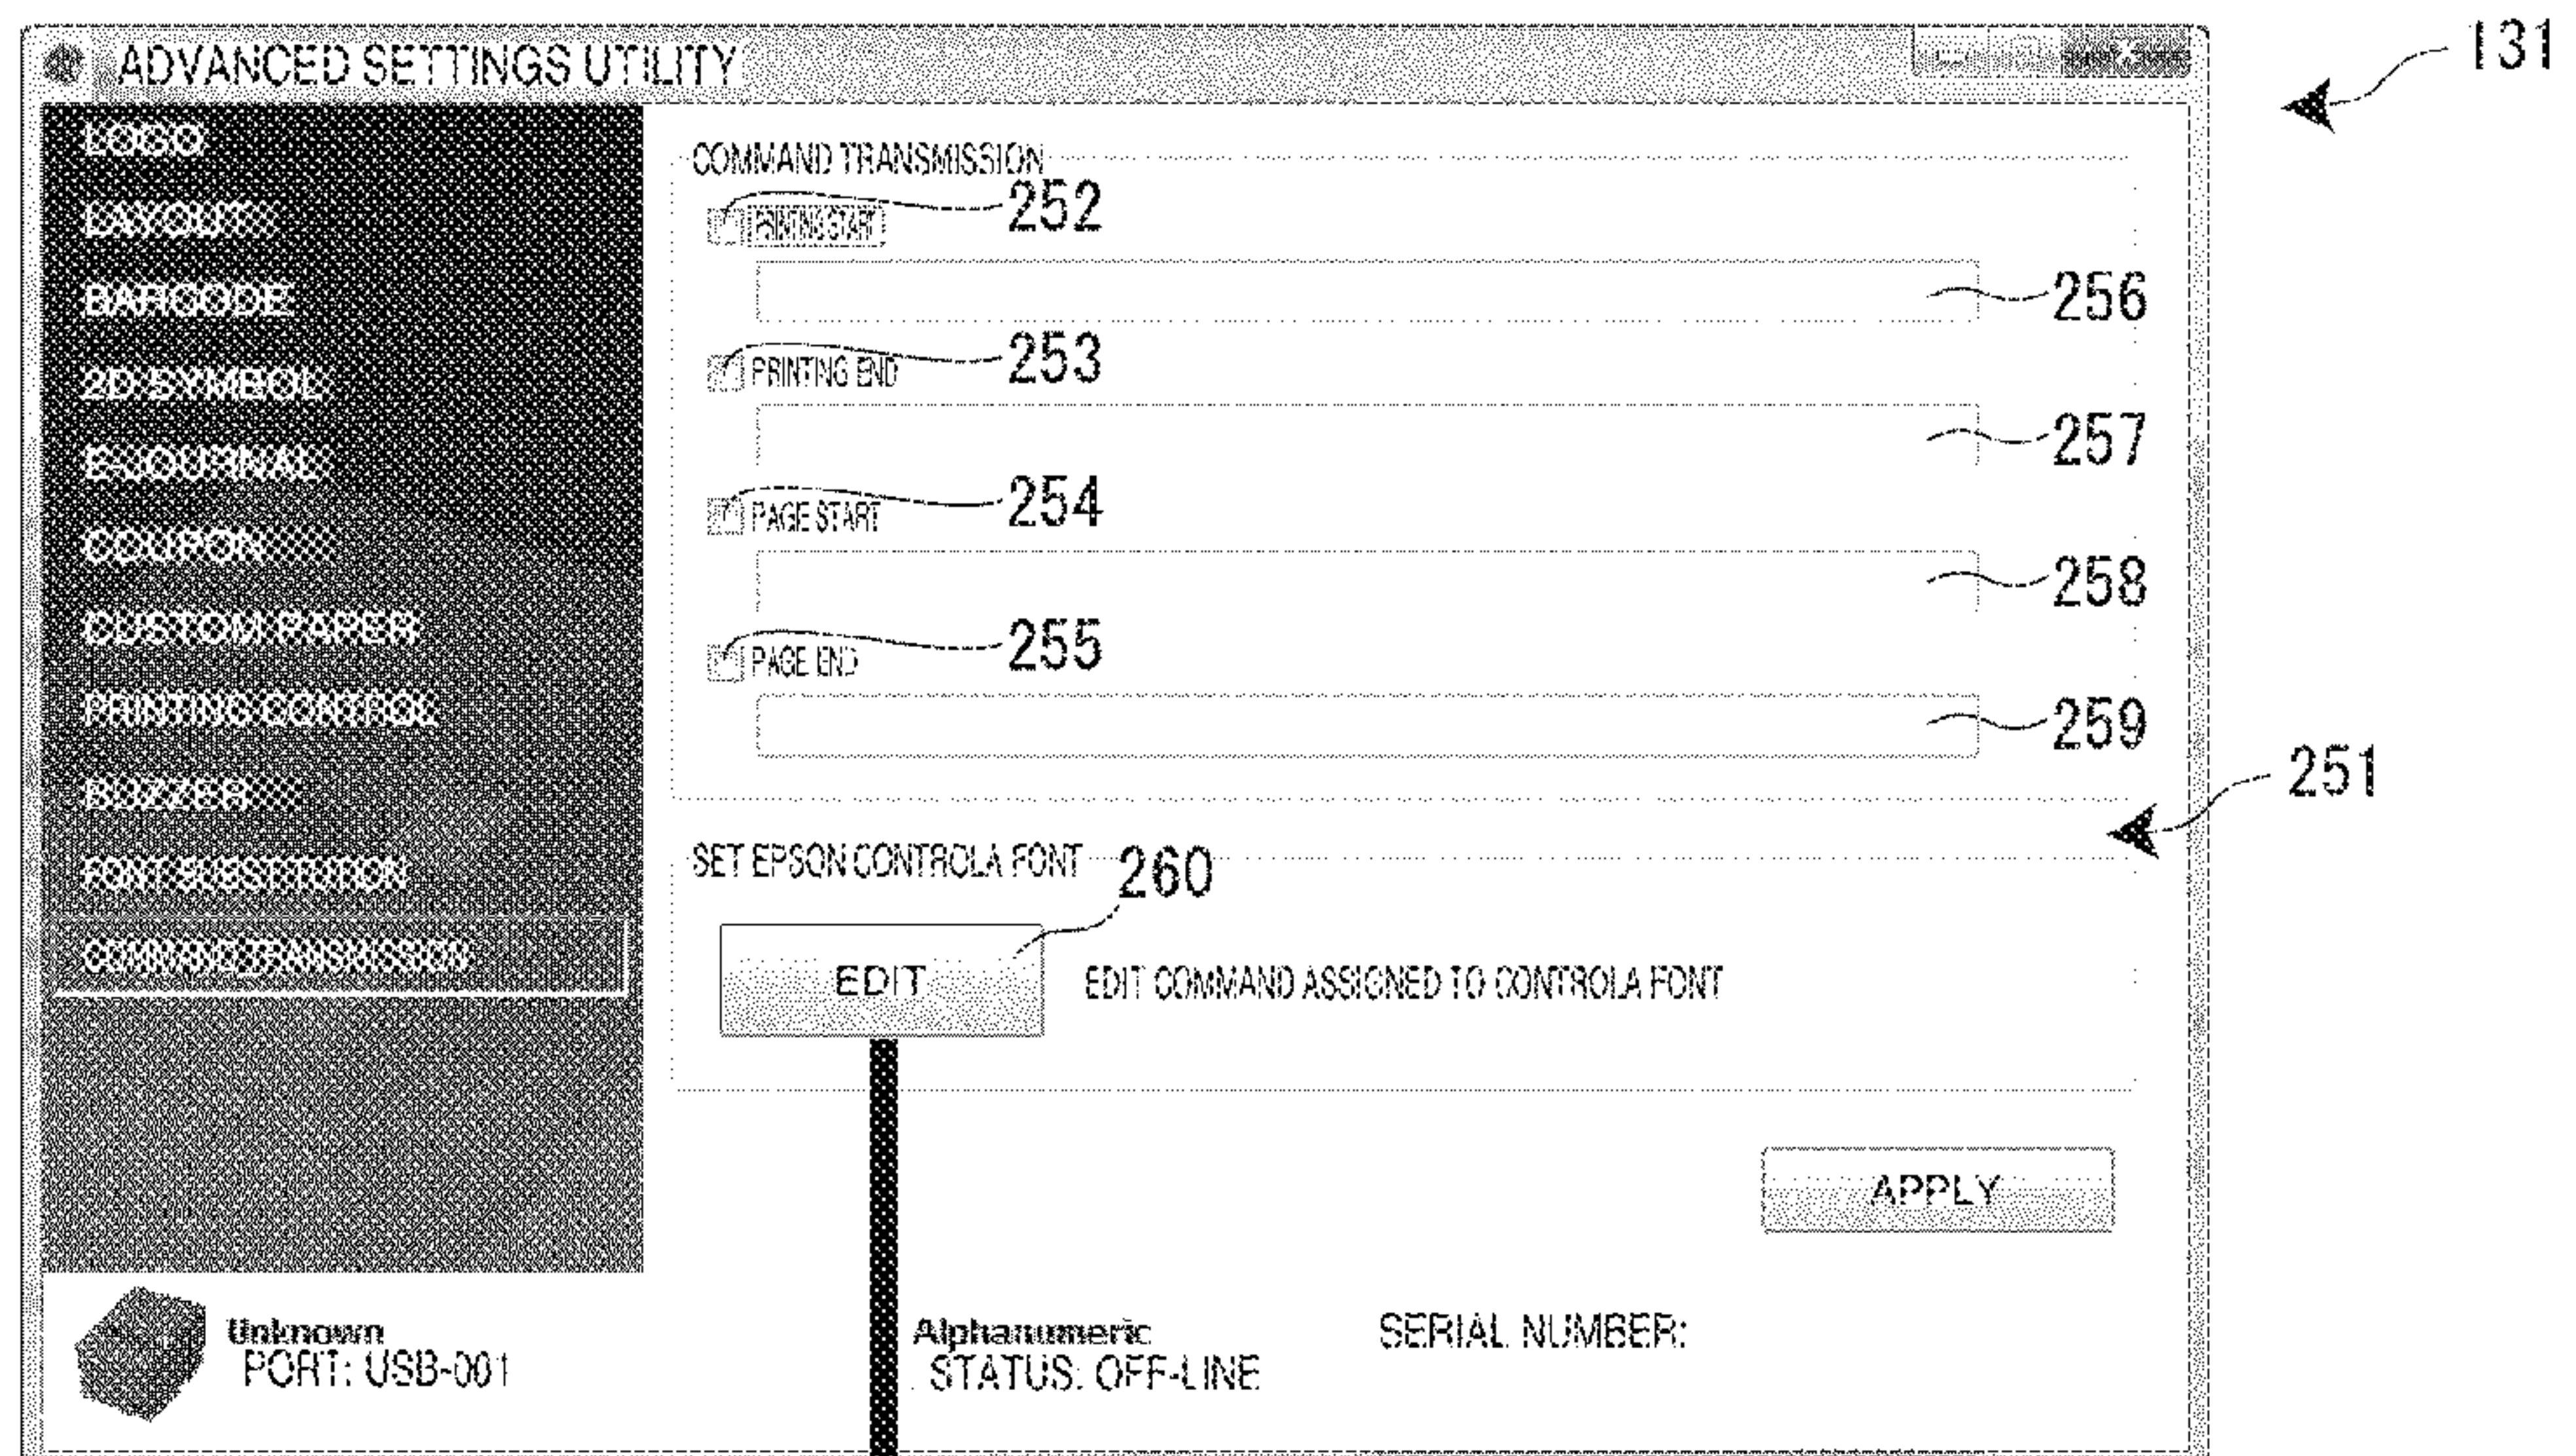 131
ADVANCED SETTINGS UTILITY
LOGO
LAYOUT
BARCODE
2D SYMBOL
E-JOURNAL
COUPON
CUSTOM PAPER
PRINTING CONTROL
BUZZER
FONT SUBSTITUTION
COMMAND TRANSMISSION
COMMAND TRANSMISSION
252
PRINTING START
256
253
PRINTING END
257
254
PAGE START
258
255
PAGE END
259
251
SET EPSON CONTROLA FONT
260
EDIT
EDIT COMMAND ASSIGNED TO CONTROLA FONT
APPLY
Unknown
PORT: USB-001
Alphanumeric
STATUS: OFF-LINE
SERIAL NUMBER: